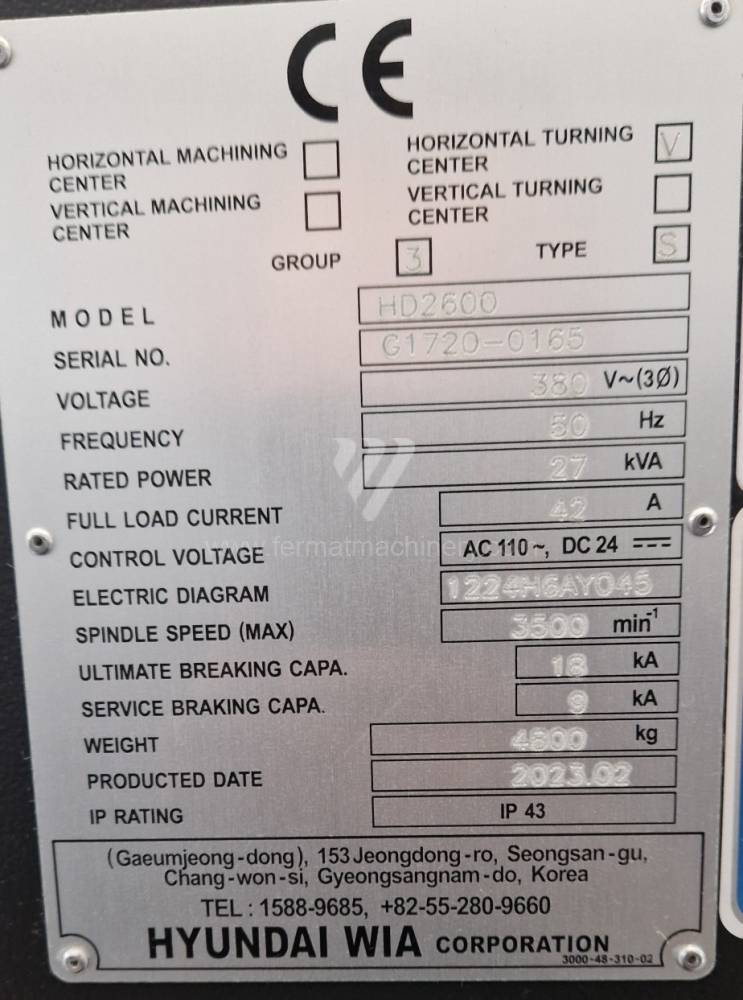 CE
HORIZONTAL MACHINING CENTER
HORIZONTAL TURNING CENTER V
VERTICAL MACHINING CENTER
VERTICAL TURNING CENTER
GROUP 3 TYPE S
MODEL HD2600
SERIAL NO. G1720-0165
VOLTAGE 380 V~(3Ø)
FREQUENCY 50 Hz
RATED POWER 27 kVA
FULL LOAD CURRENT 42 A
www.fermatmachinery.
CONTROL VOLTAGE AC 110~, DC 24
ELECTRIC DIAGRAM 1224H6AY045
SPINDLE SPEED (MAX) 3500 min-1
ULTIMATE BREAKING CAPA. 18 kA
SERVICE BRAKING CAPA. 9 kA
WEIGHT 4800 kg
PRODUCTED DATE 2023.02
IP RATING IP 43
(Gaeumjeong-dong), 153 Jeongdong-ro, Seongsan-gu,
Chang-won-si, Gyeongsangnam-do, Korea
TEL : 1588-9685, +82-55-280-9660
HYUNDAI WIA CORPORATION
3000-48-310-02